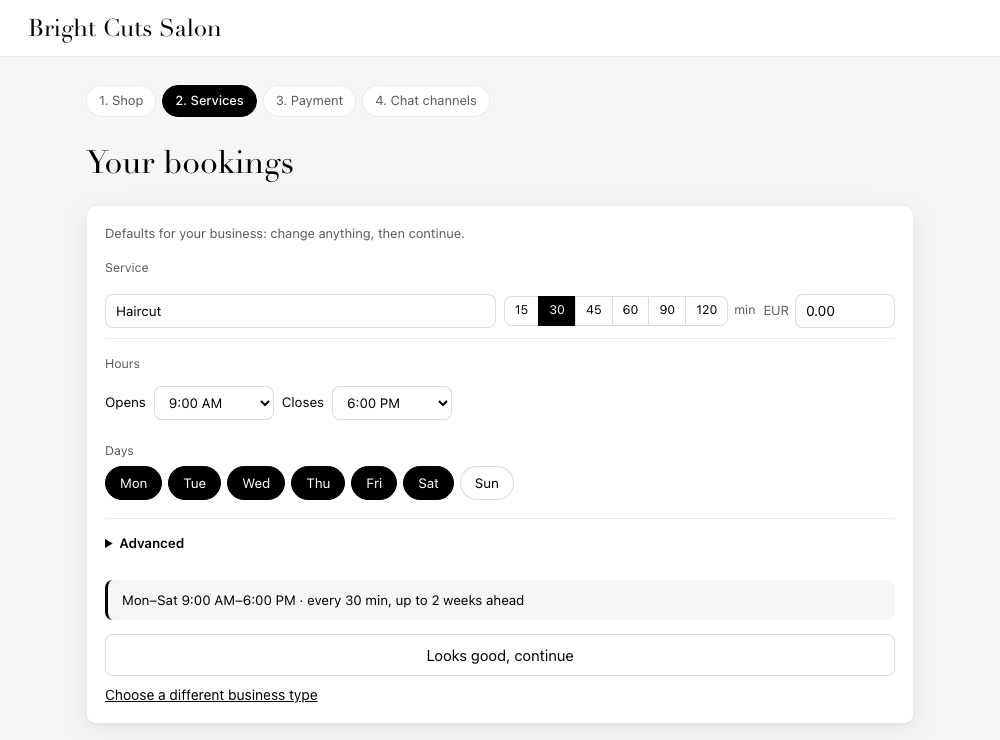 Bright Cuts Salon
1. Shop 2. Services 3. Payment 4. Chat channels
Your bookings
Defaults for your business: change anything, then continue.
Service
Haircut 15 30 45 60 90 120 min EUR 0.00
Hours
Opens 9:00 AM Closes 6:00 PM
Days
Mon Tue Wed Thu Fri Sat Sun
Advanced
Mon–Sat 9:00 AM–6:00 PM · every 30 min, up to 2 weeks ahead
Looks good, continue
Choose a different business type